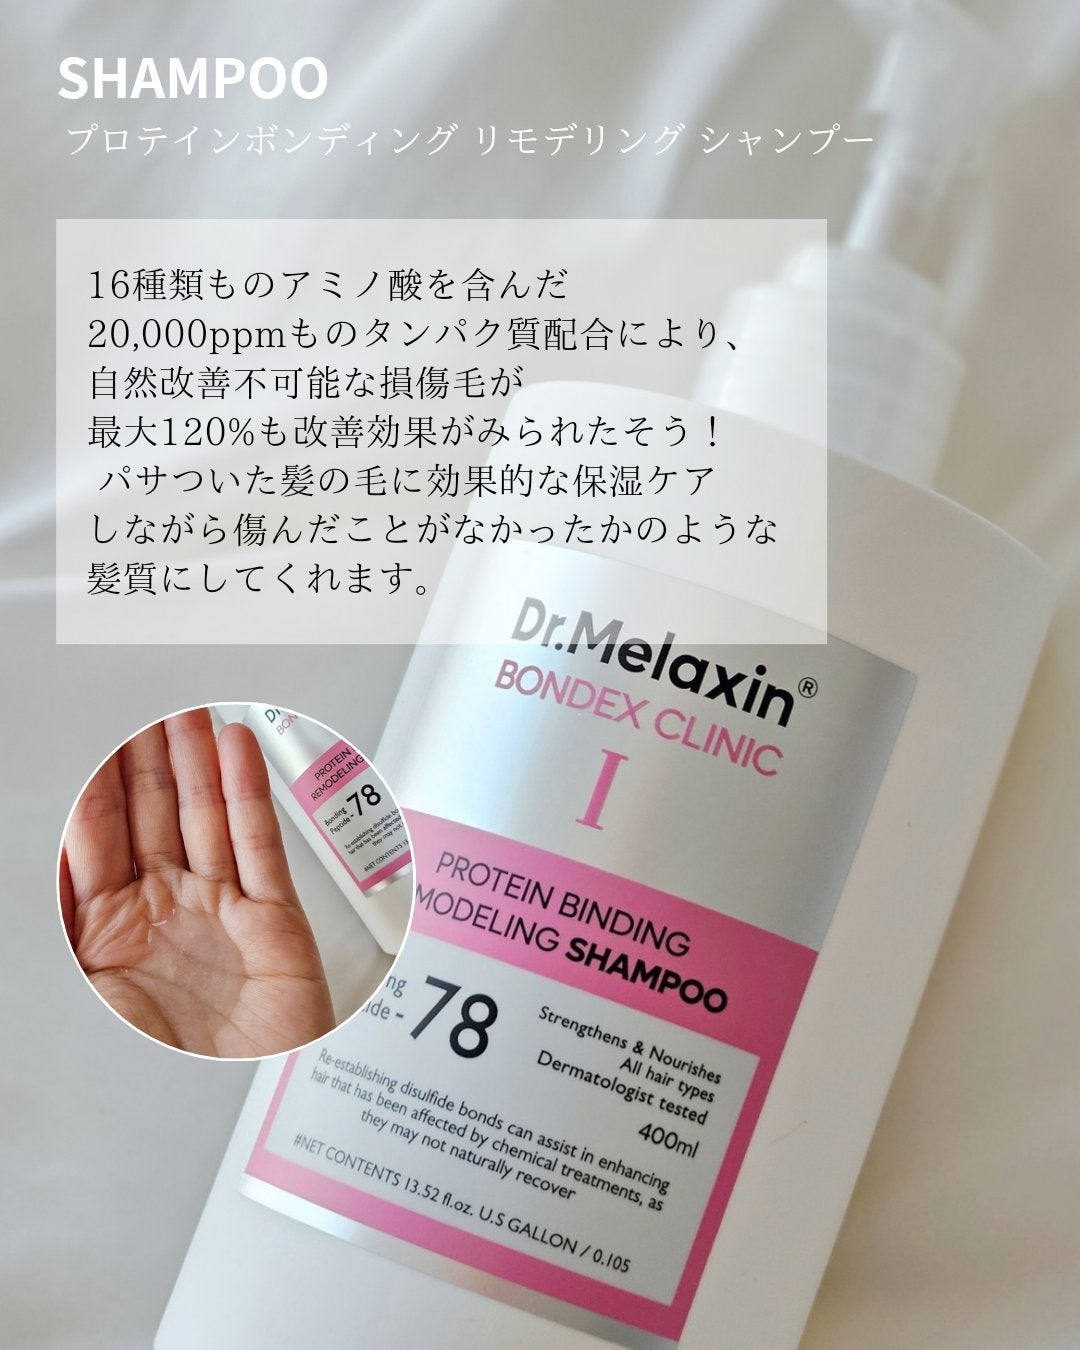 SHAMPOO
プロテインボンディング リモデリング シャンプー
16種類ものアミノ酸を含んだ
20,000ppmものタンパク質配合により、
自然改善不可能な損傷毛が
最大120%も改善効果がみられたそう！
パサついた髪の毛に効果的な保湿ケア
しながら傷んだことがなかったかのような
髪質にしてくれます。
Dr.Melaxin®
BONDEX CLINIC
I
PROTEIN BINDING
MODELING SHAMPOO
78
Strengthens & Nourishes
All hair types
Dermatologist tested
400ml
Re-establishing disulfide bonds can assist in enhancing
hair that has been affected by chemical treatments, as
they may not naturally recover
#NET CONTENTS 13.52 fl.oz. U.S GALLON / 0.105
PROTEIN
REMODELING
Bonding
Peptide-78